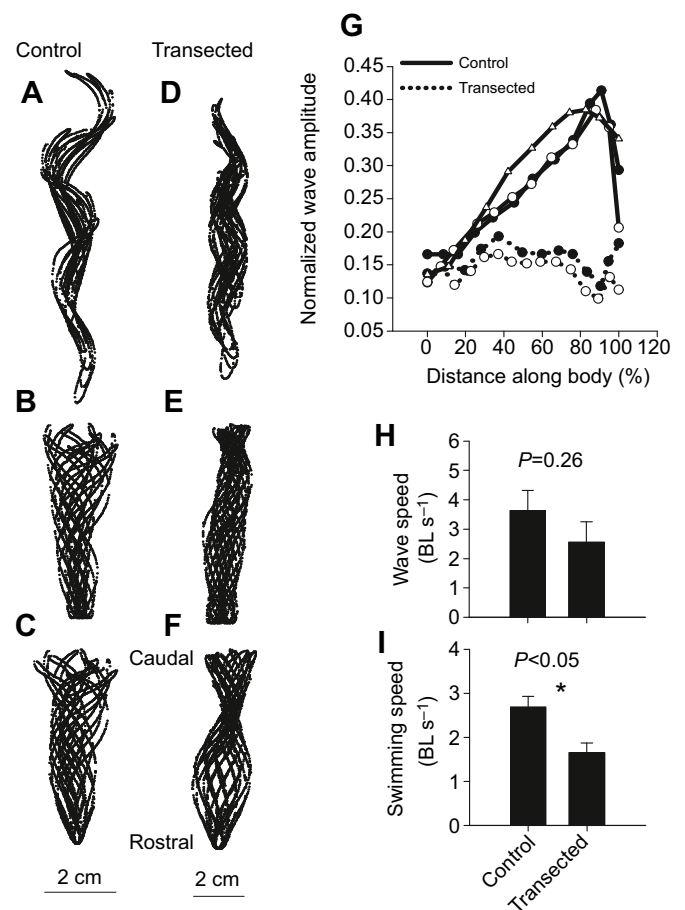 Control
Transected
A
D
B
E
C
F
Caudal
Rostral
2 cm
2 cm
G
Control
Transected
Normalized wave amplitude
0.45
0.40
0.35
0.30
0.25
0.20
0.15
0.10
0.05
0 20 40 60 80 100 120
Distance along body (%)
H
Wave speed
(BL s⁻¹)
6
5
4
3
2
1
0
P=0.26
I
Swimming speed
(BL s⁻¹)
4
3
2
1
0
P<0.05
*
Control
Transected